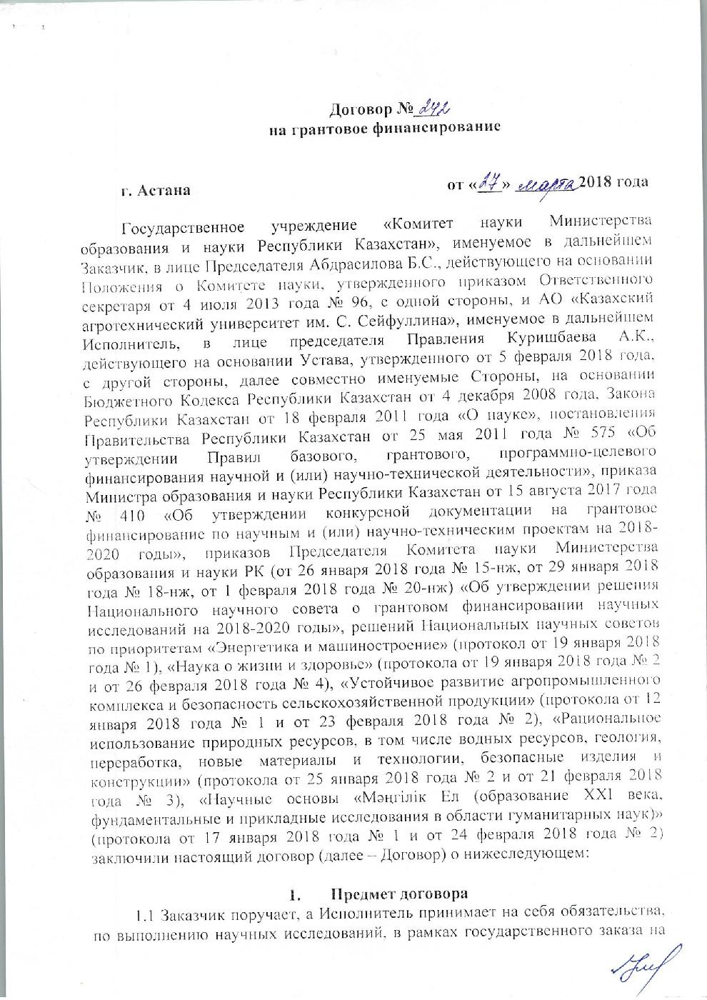 Договор № 242
на грантовое финансирование
г. Астана
от «27» марта 2018 года
Государственное учреждение «Комитет науки Министерства
образования и науки Республики Казахстан», именуемое в дальнейшем
Заказчик, в лице Председателя Абдрасилова Б.С., действующего на основании
Положения о Комитете науки, утвержденного приказом Ответственного
секретаря от 4 июля 2013 года № 96, с одной стороны, и АО «Казахский
агротехнический университет им. С. Сейфуллина», именуемое в дальнейшем
Исполнитель, в лице председателя Правления Куришбаева А.К.,
действующего на основании Устава, утвержденного от 5 февраля 2018 года,
с другой стороны, далее совместно именуемые Стороны, на основании
Бюджетного Кодекса Республики Казахстан от 4 декабря 2008 года, Закона
Республики Казахстан от 18 февраля 2011 года «О науке», постановления
Правительства Республики Казахстан от 25 мая 2011 года № 575 «Об
утверждении Правил базового, грантового, программно-целевого
финансирования научной и (или) научно-технической деятельности», приказа
Министра образования и науки Республики Казахстан от 15 августа 2017 года
№ 410 «Об утверждении конкурсной документации на грантовое
финансирование по научным и (или) научно-техническим проектам на 2018-
2020 годы», приказов Председателя Комитета науки Министерства
образования и науки РК (от 26 января 2018 года № 15-нж, от 29 января 2018
года № 18-нж, от 1 февраля 2018 года № 20-нж) «Об утверждении решения
Национального научного совета о грантовом финансировании научных
исследований на 2018-2020 годы», решений Национальных научных советов
по приоритетам «Энергетика и машиностроение» (протокол от 19 января 2018
года № 1), «Наука о жизни и здоровье» (протокола от 19 января 2018 года № 2
и от 26 февраля 2018 года № 4), «Устойчивое развитие агропромышленного
комплекса и безопасность сельскохозяйственной продукции» (протокола от 12
января 2018 года № 1 и от 23 февраля 2018 года № 2), «Рациональное
использование природных ресурсов, в том числе водных ресурсов, геология,
переработка, новые материалы и технологии, безопасные изделия и
конструкции» (протокола от 25 января 2018 года № 2 и от 21 февраля 2018
года № 3), «Научные основы «Мәңгілік Ел (образование XXI века,
фундаментальные и прикладные исследования в области гуманитарных наук)»
(протокола от 17 января 2018 года № 1 и от 24 февраля 2018 года № 2)
заключили настоящий договор (далее – Договор) о нижеследующем:
1. Предмет договора
1.1 Заказчик поручает, а Исполнитель принимает на себя обязательства,
по выполнению научных исследований, в рамках государственного заказа на